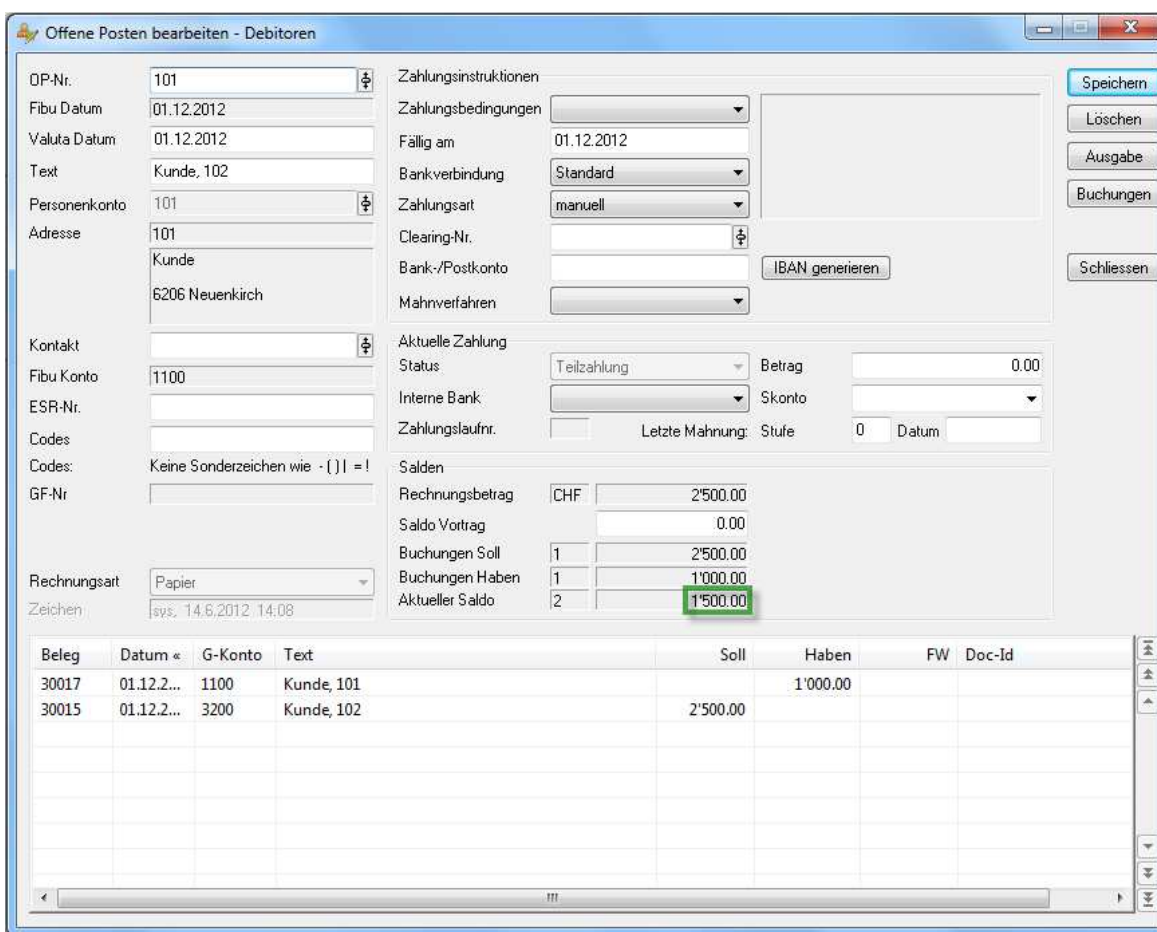 Offene Posten bearbeiten - Debitoren
OP-Nr. 101
Fibu Datum 01.12.2012
Valuta Datum 01.12.2012
Text Kunde, 102
Personenkonto 101
Adresse 101
Kunde
6206 Neuenkirch
Kontakt
Fibu Konto 1100
ESR-Nr.
Codes
Codes: Keine Sonderzeichen wie - ( ) | = !
GF-Nr
Rechnungsart Papier
Zeichen sys, 14.6.2012 14:08
Zahlungsinstruktionen
Zahlungsbedingungen
Fällig am 01.12.2012
Bankverbindung Standard
Zahlungsart manuell
Clearing-Nr.
Bank-/Postkonto IBAN generieren
Mahnverfahren
Aktuelle Zahlung
Status Teilzahlung Betrag 0.00
Interne Bank Skonto
Zahlungslaufnr. Letzte Mahnung: Stufe 0 Datum
Salden
Rechnungsbetrag CHF 2'500.00
Saldo Vortrag 0.00
Buchungen Soll 1 2'500.00
Buchungen Haben 1 1'000.00
Aktueller Saldo 2 1'500.00
Speichern
Löschen
Ausgabe
Buchungen
Schliessen
Beleg Datum « G-Konto Text Soll Haben FW Doc-Id
30017 01.12.2... 1100 Kunde, 101 1'000.00
30015 01.12.2... 3200 Kunde, 102 2'500.00